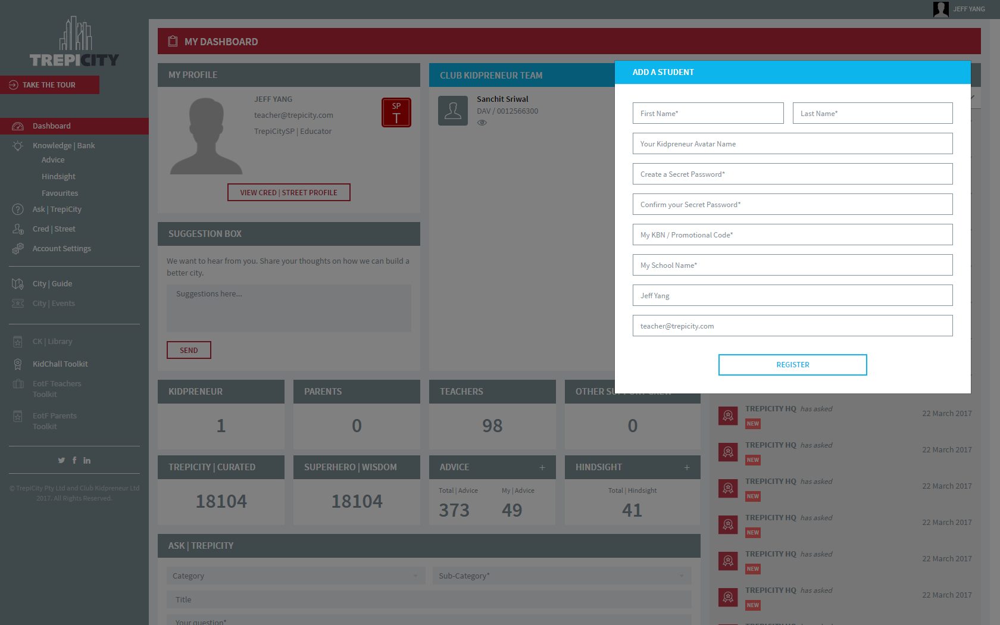 JEFF YANG
TREPICITY
TAKE THE TOUR
Dashboard
Knowledge | Bank
Advice
Hindsight
Favourites
Ask | TrepiCity
Cred | Street
Account Settings
City | Guide
City | Events
CK | Library
KidChall Toolkit
EotF Teachers
Toolkit
EotF Parents
Toolkit
© TrepiCity Pty Ltd and Club Kidpreneur Ltd
2017. All Rights Reserved.
MY DASHBOARD
MY PROFILE
JEFF YANG
teacher@trepicity.com
TrepiCitySP | Educator
SP
T
VIEW CRED | STREET PROFILE
SUGGESTION BOX
We want to hear from you. Share your thoughts on how we can build a
better city.
Suggestions here...
SEND
CLUB KIDPRENEUR TEAM
Sanchit Sriwal
DAV / 0012566300
ADD A STUDENT
First Name*
Last Name*
Your Kidpreneur Avatar Name
Create a Secret Password*
Confirm your Secret Password*
My KBN / Promotional Code*
My School Name*
Jeff Yang
teacher@trepicity.com
REGISTER
KIDPRENEUR
1
PARENTS
0
TEACHERS
98
OTHER SUPPORT CREW
0
TREPICITY | CURATED
18104
SUPERHERO | WISDOM
18104
ADVICE +
Total | Advice
My | Advice
373
49
HINDSIGHT +
Total | Hindsight
41
ASK | TREPICITY
Category
Sub-Category*
Title
Your question*
TREPICITY HQ has asked
22 March 2017
NEW
TREPICITY HQ has asked
22 March 2017
NEW
TREPICITY HQ has asked
22 March 2017
NEW
TREPICITY HQ has asked
22 March 2017
NEW
TREPICITY HQ has asked
22 March 2017
NEW
TREPICITY HQ has asked
22 March 2017
NEW